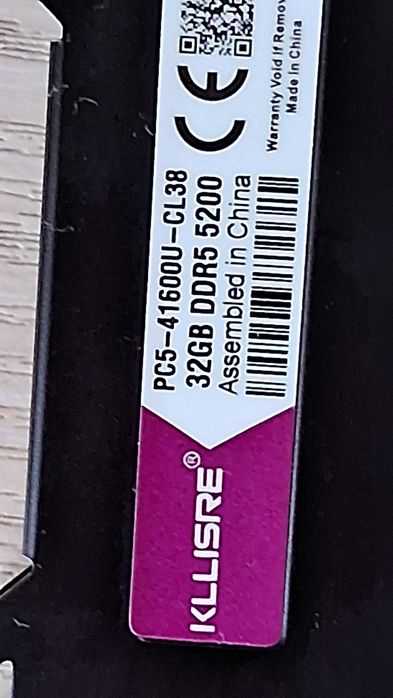 KLLISRE®
PC5-41600U-CL38
32GB DDR5 5200
Assembled in China
CE
Warranty Void If Remov
Made in China